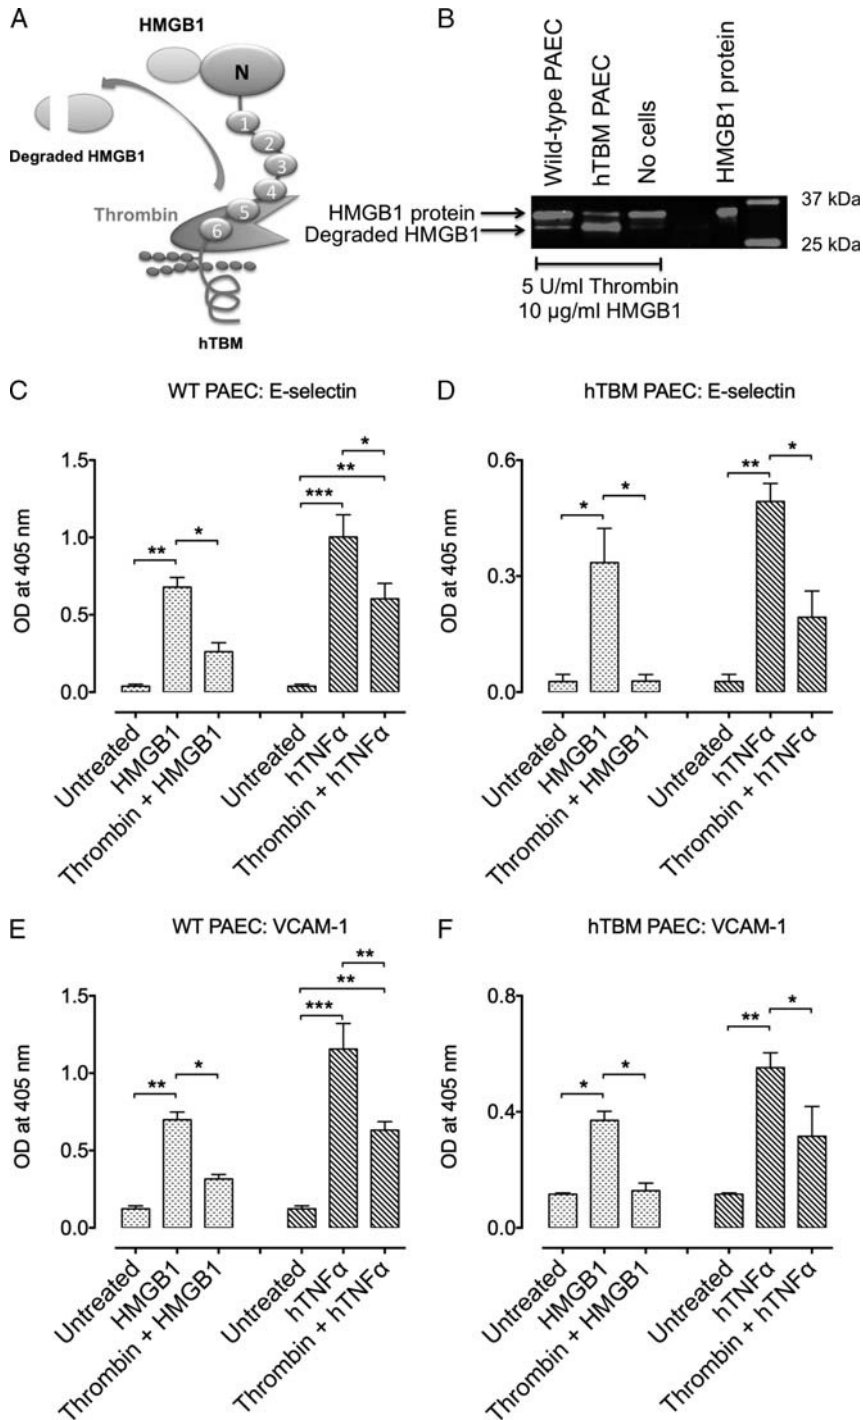 A
HMGB1
N
1
2
3
4
5
6
Degraded HMGB1
Thrombin
hTBM
B
Wild-type PAEC
hTBM PAEC
No cells
HMGB1 protein
HMGB1 protein
Degraded HMGB1
37 kDa
25 kDa
5 U/ml Thrombin
10 µg/ml HMGB1
C
WT PAEC: E-selectin
OD at 405 nm
1.5
1.0
0.5
0.0
**
*
***
**
*
Untreated
HMGB1
Thrombin + HMGB1
Untreated
hTNFα
Thrombin + hTNFα
D
hTBM PAEC: E-selectin
OD at 405 nm
0.6
0.3
0.0
*
*
**
*
Untreated
HMGB1
Thrombin + HMGB1
Untreated
hTNFα
Thrombin + hTNFα
E
WT PAEC: VCAM-1
OD at 405 nm
1.5
1.0
0.5
0.0
**
*
***
**
**
Untreated
HMGB1
Thrombin + HMGB1
Untreated
hTNFα
Thrombin + hTNFα
F
hTBM PAEC: VCAM-1
OD at 405 nm
0.8
0.4
0.0
*
*
**
*
Untreated
HMGB1
Thrombin + HMGB1
Untreated
hTNFα
Thrombin + hTNFα